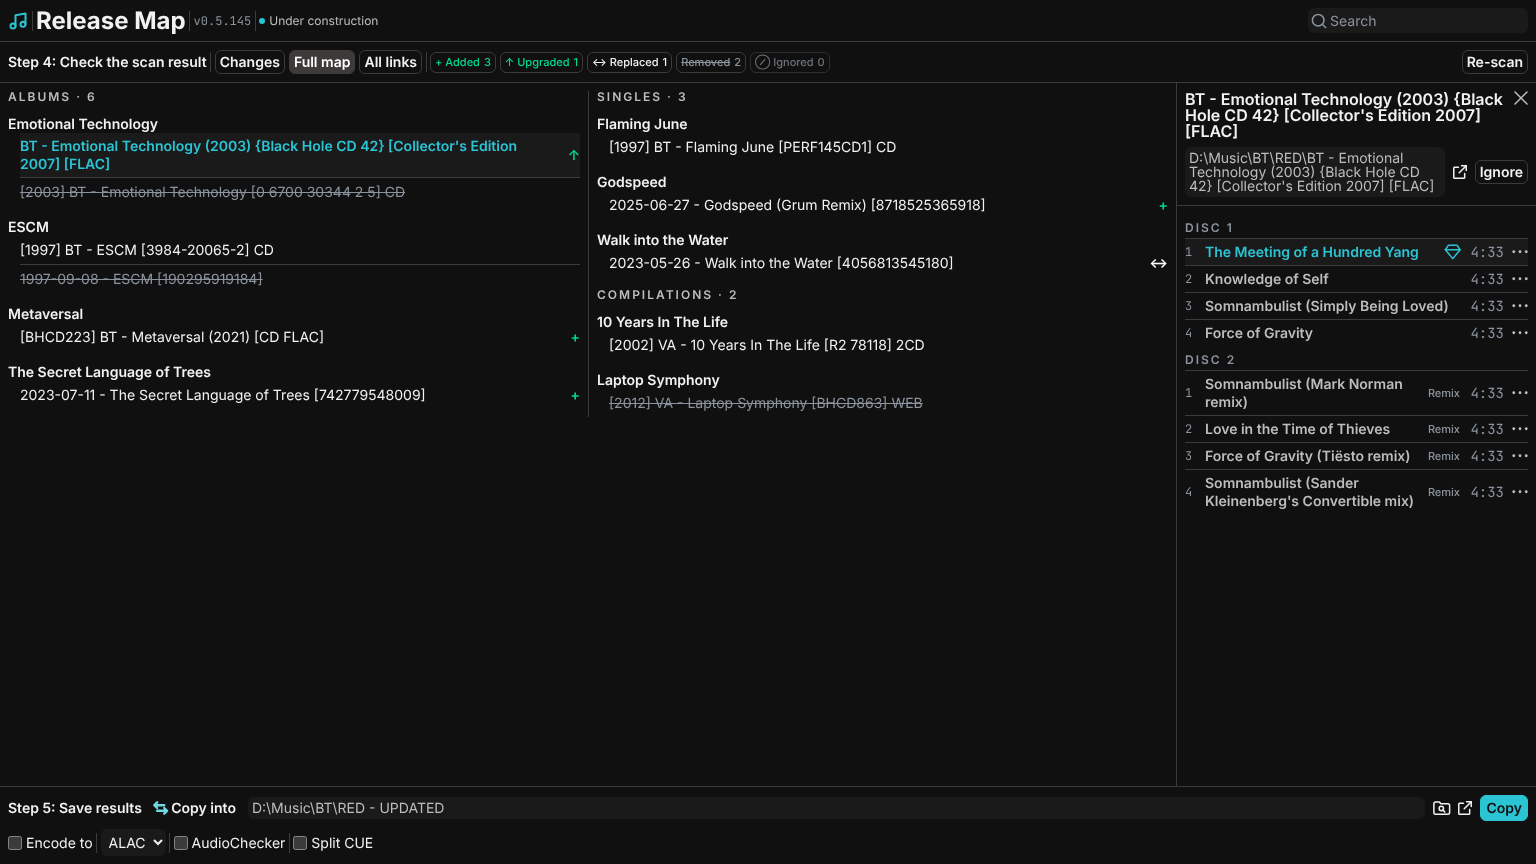 Release Map v0.5.145 Under construction Search
Step 4: Check the scan result Changes Full map All links + Added 3 ↑ Upgraded 1 ↔ Replaced 1 Removed 2 Ignored 0 Re-scan
ALBUMS · 6
Emotional Technology
BT - Emotional Technology (2003) {Black Hole CD 42} [Collector's Edition
2007] [FLAC] ↑
[2003] BT - Emotional Technology [0 6700 30344 2 5] CD
ESCM
[1997] BT - ESCM [3984-20065-2] CD
1997-09-08 - ESCM [190295919184]
Metaversal
[BHCD223] BT - Metaversal (2021) [CD FLAC] +
The Secret Language of Trees
2023-07-11 - The Secret Language of Trees [742779548009] +
SINGLES · 3
Flaming June
[1997] BT - Flaming June [PERF145CD1] CD
Godspeed
2025-06-27 - Godspeed (Grum Remix) [8718525365918] +
Walk into the Water
2023-05-26 - Walk into the Water [4056813545180] ↔
COMPILATIONS · 2
10 Years In The Life
[2002] VA - 10 Years In The Life [R2 78118] 2CD
Laptop Symphony
[2012] VA - Laptop Symphony [BHCD863] WEB
BT - Emotional Technology (2003) {Black
Hole CD 42} [Collector's Edition 2007]
[FLAC]
D:\Music\BT\RED\BT - Emotional
Technology (2003) {Black Hole CD
42} [Collector's Edition 2007] [FLAC]
Ignore
DISC 1
1 The Meeting of a Hundred Yang 4:33 ···
2 Knowledge of Self 4:33 ···
3 Somnambulist (Simply Being Loved) 4:33 ···
4 Force of Gravity 4:33 ···
DISC 2
1 Somnambulist (Mark Norman
remix) Remix 4:33 ···
2 Love in the Time of Thieves Remix 4:33 ···
3 Force of Gravity (Tiësto remix) Remix 4:33 ···
4 Somnambulist (Sander
Kleinenberg's Convertible mix) Remix 4:33 ···
Step 5: Save results Copy into D:\Music\BT\RED - UPDATED Copy
Encode to ALAC AudioChecker Split CUE